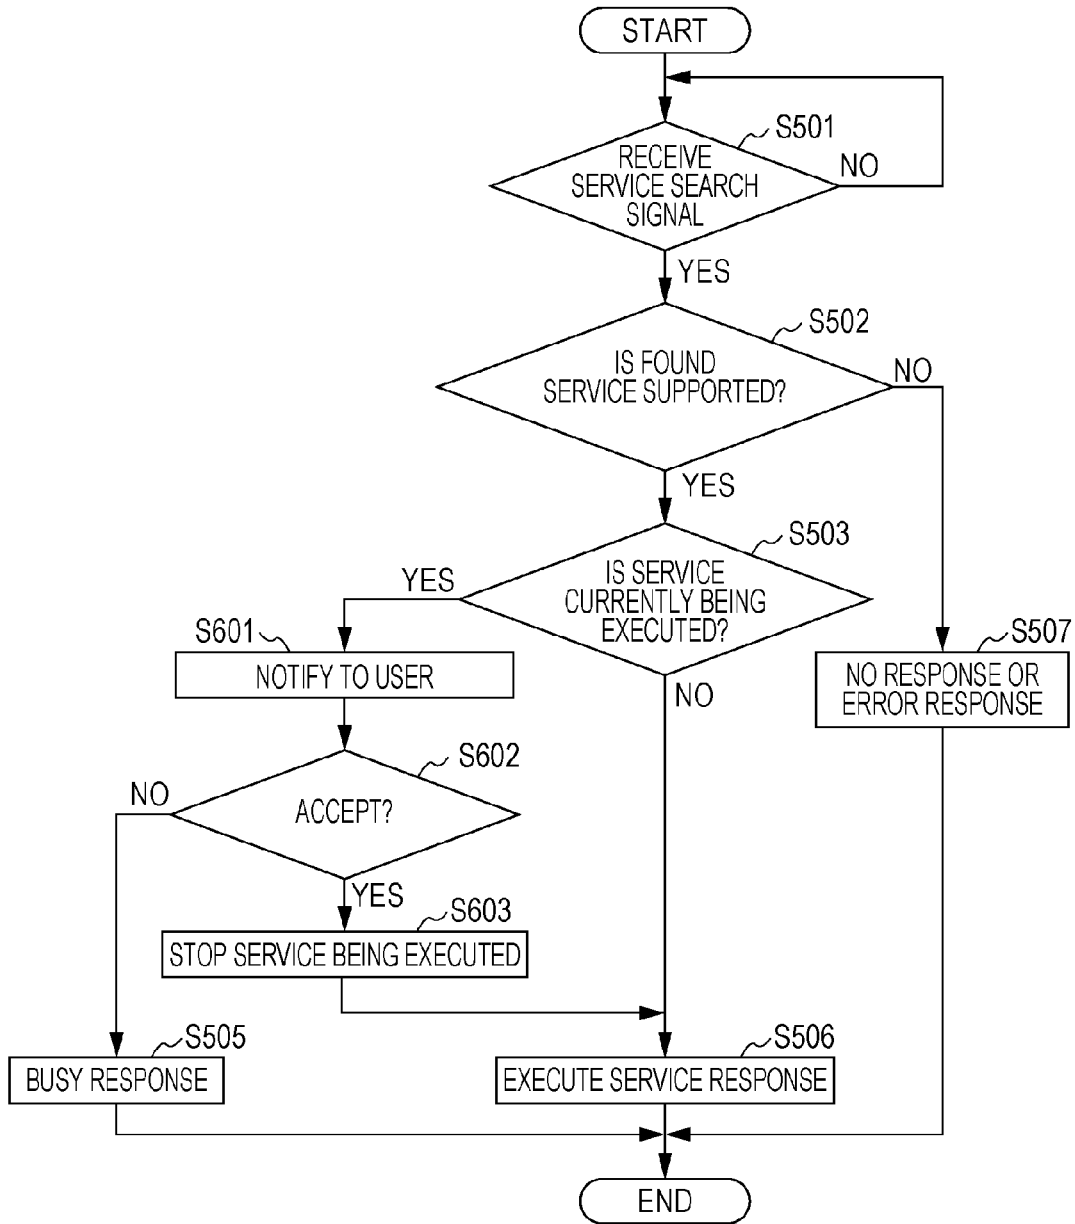 START
S501
RECEIVE
SERVICE SEARCH
SIGNAL
NO
YES
S502
IS FOUND
SERVICE SUPPORTED?
NO
YES
S503
IS SERVICE
CURRENTLY BEING
EXECUTED?
YES
NO
S601
NOTIFY TO USER
S507
NO RESPONSE OR
ERROR RESPONSE
S602
ACCEPT?
NO
YES
S603
STOP SERVICE BEING EXECUTED
S505
BUSY RESPONSE
S506
EXECUTE SERVICE RESPONSE
END